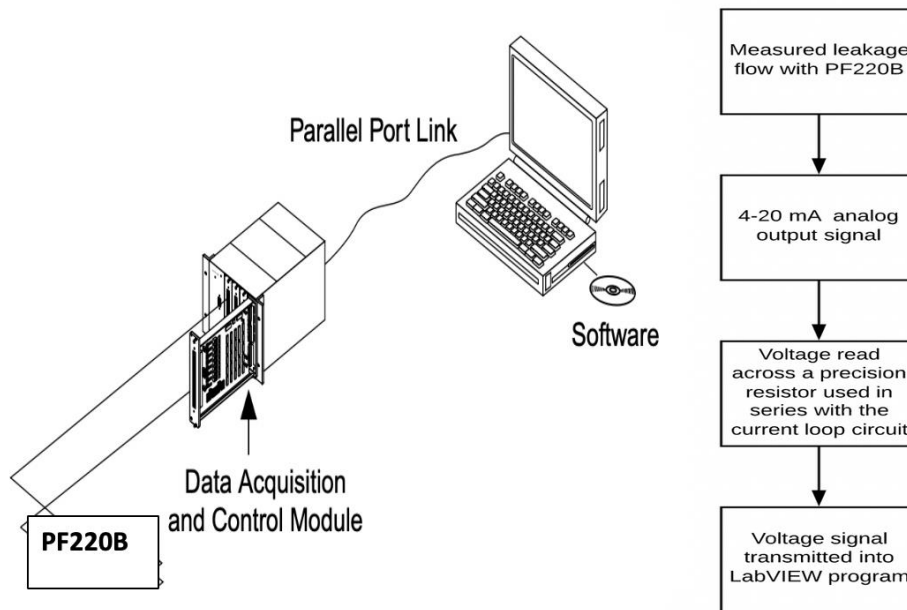 Parallel Port Link
Software
Data Acquisition
and Control Module
PF220B
Measured leakage
flow with PF220B
4-20 mA analog
output signal
Voltage read
across a precision
resistor used in
series with the
current loop circuit
Voltage signal
transmitted into
LabVIEW program